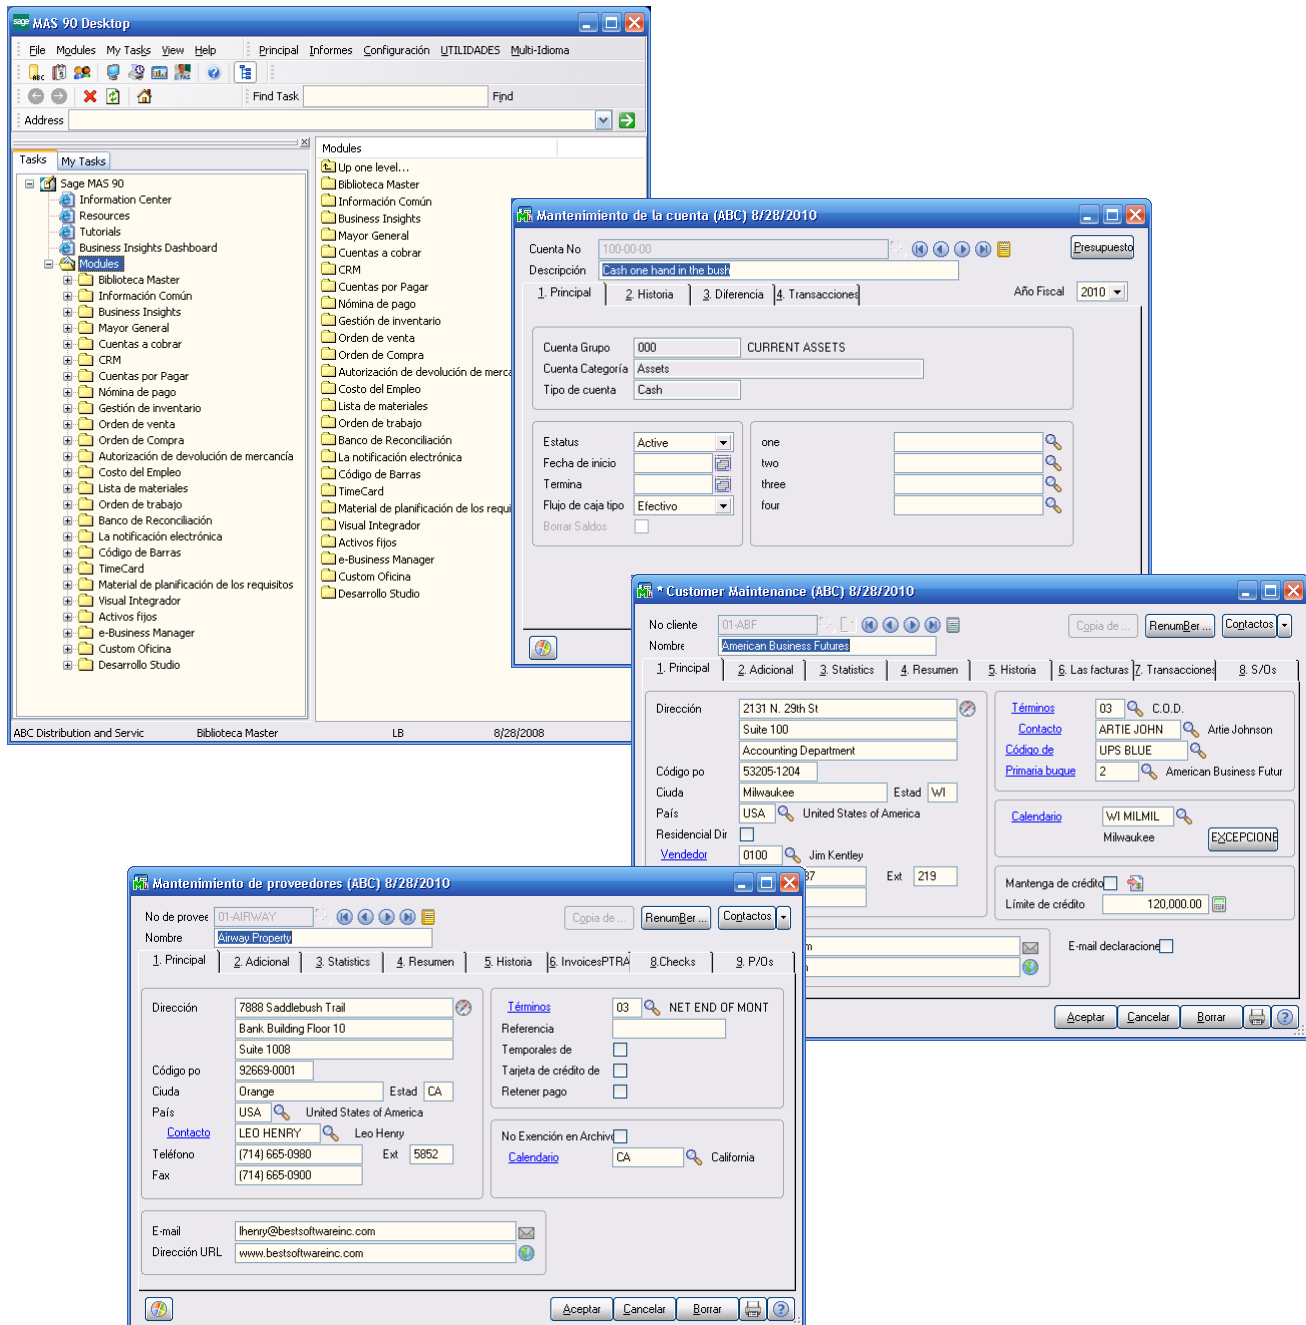 sage MAS 90 Desktop
File Modules My Tasks View Help Principal Informes Configuración UTILIDADES Multi-Idioma
Find Task Find
Address
Tasks My Tasks
Sage MAS 90
Information Center
Resources
Tutorials
Business Insights Dashboard
Modules
Biblioteca Master
Información Común
Business Insights
Mayor General
Cuentas a cobrar
CRM
Cuentas por Pagar
Nómina de pago
Gestión de inventario
Orden de venta
Orden de Compra
Autorización de devolución de mercancía
Costo del Empleo
Lista de materiales
Orden de trabajo
Banco de Reconciliación
La notificación electrónica
Código de Barras
TimeCard
Material de planificación de los requisitos
Visual Integrador
Activos fijos
e-Business Manager
Custom Oficina
Desarrollo Studio
Modules
Up one level...
Biblioteca Master
Información Común
Business Insights
Mayor General
Cuentas a cobrar
CRM
Cuentas por Pagar
Nómina de pago
Gestión de inventario
Orden de venta
Orden de Compra
Autorización de devolución de merca
Costo del Empleo
Lista de materiales
Orden de trabajo
Banco de Reconciliación
La notificación electrónica
Código de Barras
TimeCard
Material de planificación de los requi
Visual Integrador
Activos fijos
e-Business Manager
Custom Oficina
Desarrollo Studio
ABC Distribution and Servic Biblioteca Master LB 8/28/2008
Mantenimiento de la cuenta (ABC) 8/28/2010
Cuenta No 100-00-00 Presupuesto
Descripción Cash one hand in the bush
1. Principal 2. Historia 3. Diferencia 4. Transacciones Año Fiscal 2010
Cuenta Grupo 000 CURRENT ASSETS
Cuenta Categoría Assets
Tipo de cuenta Cash
Estatus Active one
Fecha de inicio two
Termina three
Flujo de caja tipo Efectivo four
Borrar Saldos
* Customer Maintenance (ABC) 8/28/2010
No cliente 01-ABF Copia de ... RenumBer ... Contactos
Nombre American Business Futures
1. Principal 2. Adicional 3. Statistics 4. Resumen 5. Historia 6. Las facturas 7. Transacciones 8. S/Os
Dirección 2131 N. 29th St Términos 03 C.O.D.
Suite 100 Contacto ARTIE JOHN Artie Johnson
Accounting Department Código de UPS BLUE
Código po 53205-1204 Primaria buque 2 American Business Futur
Ciuda Milwaukee Estad WI
País USA United States of America Calendario WI MILMIL
Residencial Dir Milwaukee EXCEPCIONE
Vendedor 0100 Jim Kentley
37 Ext 219 Mantenga de crédito
Límite de crédito 120,000.00
m E-mail declaracione
Aceptar Cancelar Borrar
Mantenimiento de proveedores (ABC) 8/28/2010
No de provee 01-AIRWAY Copia de ... RenumBer ... Contactos
Nombre Airway Property
1. Principal 2. Adicional 3. Statistics 4. Resumen 5. Historia 6. InvoicesPTRA 8.Checks 9. P/Os
Dirección 7888 Saddlebush Trail Términos 03 NET END OF MONT
Bank Building Floor 10 Referencia
Suite 1008 Temporales de
Código po 92669-0001 Tarjeta de crédito de
Ciuda Orange Estad CA Retener pago
País USA United States of America
Contacto LEO HENRY Leo Henry No Exención en Archivo
Teléfono (714) 665-0980 Ext 5852 Calendario CA California
Fax (714) 665-0900
E-mail lhenry@bestsoftwareinc.com
Dirección URL www.bestsoftwareinc.com
Aceptar Cancelar Borrar